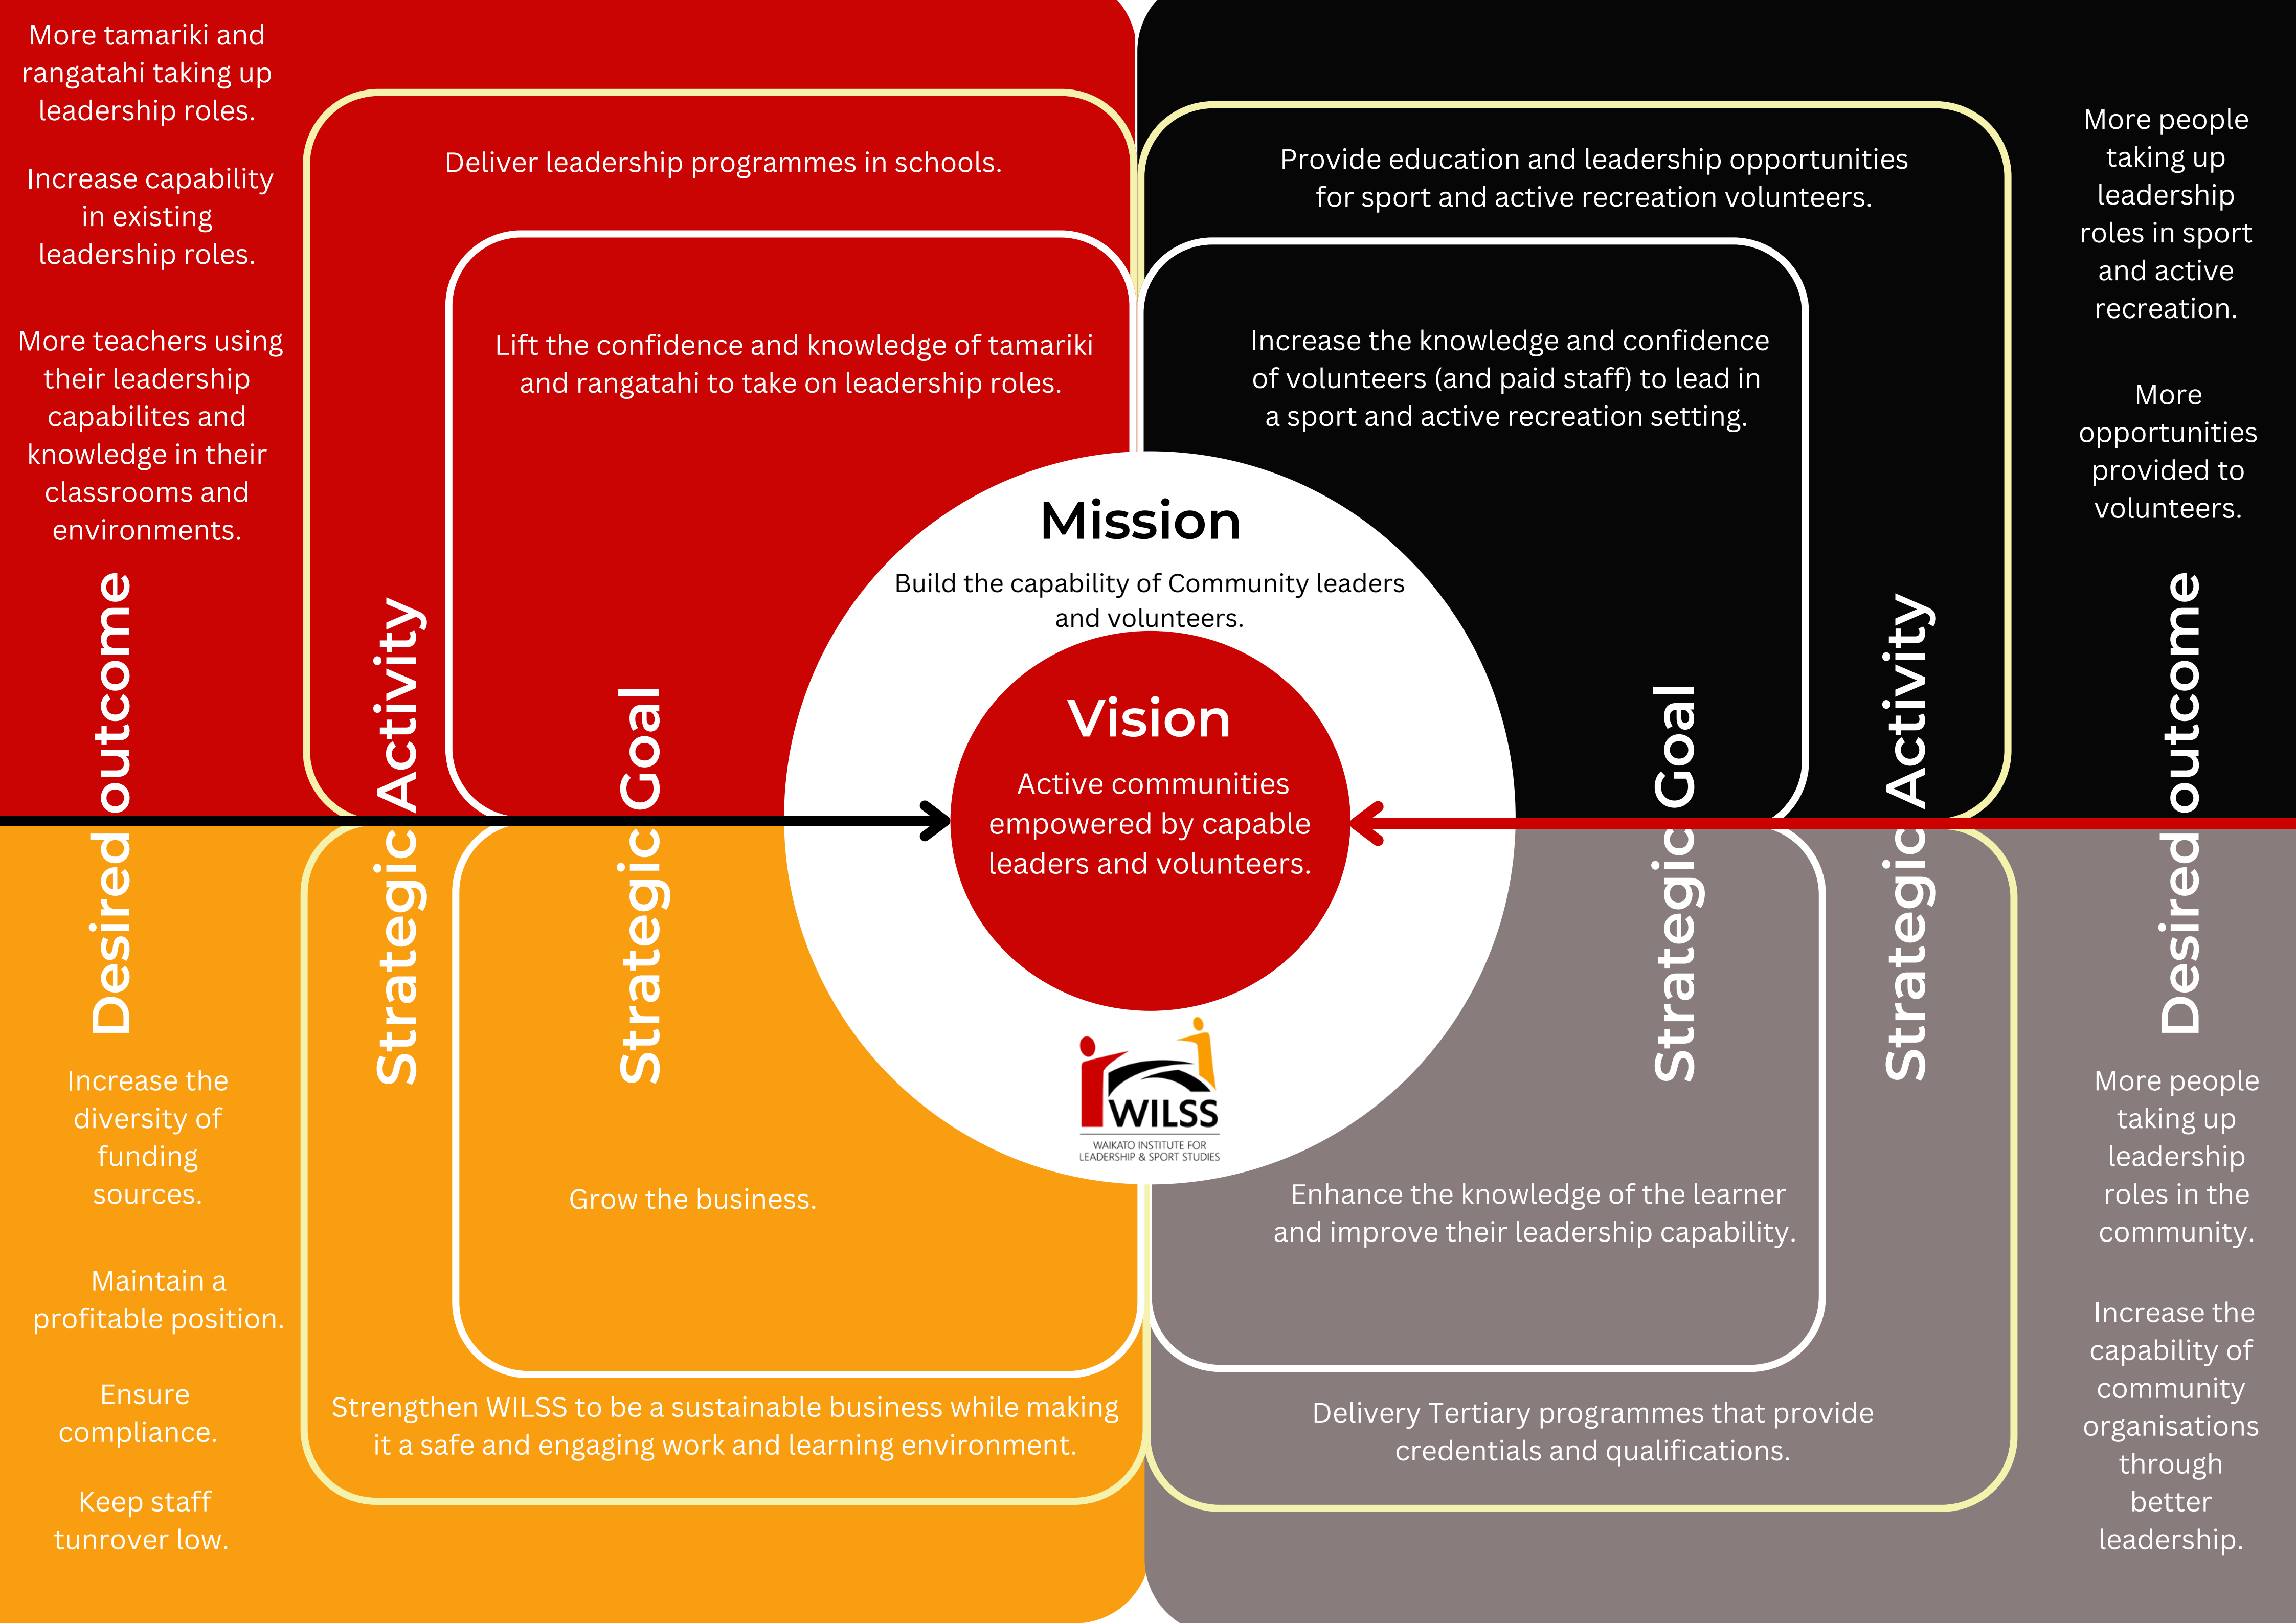 More tamariki and
rangatahi taking up
leadership roles.
Increase capability
in existing
leadership roles.
More teachers using
their leadership
capabilites and
knowledge in their
classrooms and
environments.
Deliver leadership programmes in schools.
Lift the confidence and knowledge of tamariki
and rangatahi to take on leadership roles.
Provide education and leadership opportunities
for sport and active recreation volunteers.
Increase the knowledge and confidence
of volunteers (and paid staff) to lead in
a sport and active recreation setting.
More people
taking up
leadership
roles in sport
and active
recreation.
More
opportunities
provided to
volunteers.
Mission
Build the capability of Community leaders
and volunteers.
Vision
Active communities
empowered by capable
leaders and volunteers.
WILSS
WAIKATO INSTITUTE FOR
LEADERSHIP & SPORT STUDIES
Desired outcome
Strategic Activity
Strategic Goal
Strategic Goal
Strategic Activity
Desired outcome
Increase the
diversity of
funding
sources.
Maintain a
profitable position.
Ensure
compliance.
Keep staff
tunrover low.
Grow the business.
Strengthen WILSS to be a sustainable business while making
it a safe and engaging work and learning environment.
Enhance the knowledge of the learner
and improve their leadership capability.
Delivery Tertiary programmes that provide
credentials and qualifications.
More people
taking up
leadership
roles in the
community.
Increase the
capability of
community
organisations
through
better
leadership.